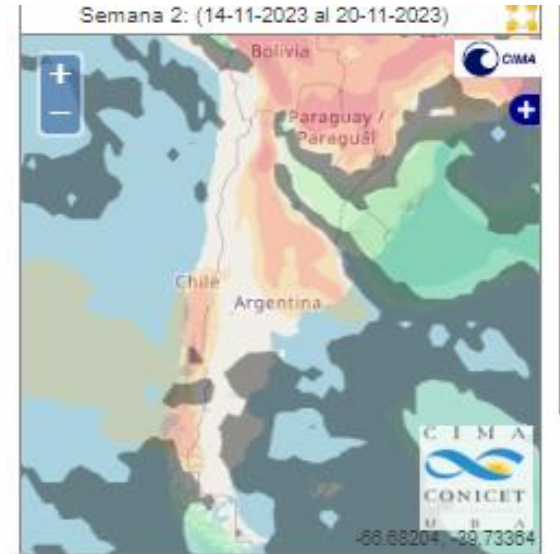 Semana 2: (14-11-2023 al 20-11-2023)
CIMA
+
−
+
Bolivia
Paraguay /
Paraguái
Chile
Argentina
CIMA
CONICET
UBA
-66.68204, -39.73364